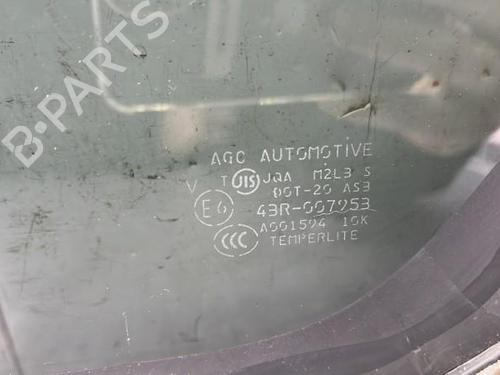 B-PARTS
AGC AUTOMOTIVE
V T JIS JQA M2L3 S
DOT-20 AS3
E6 43R-007953
CCC A001594 10K
TEMPERLITE